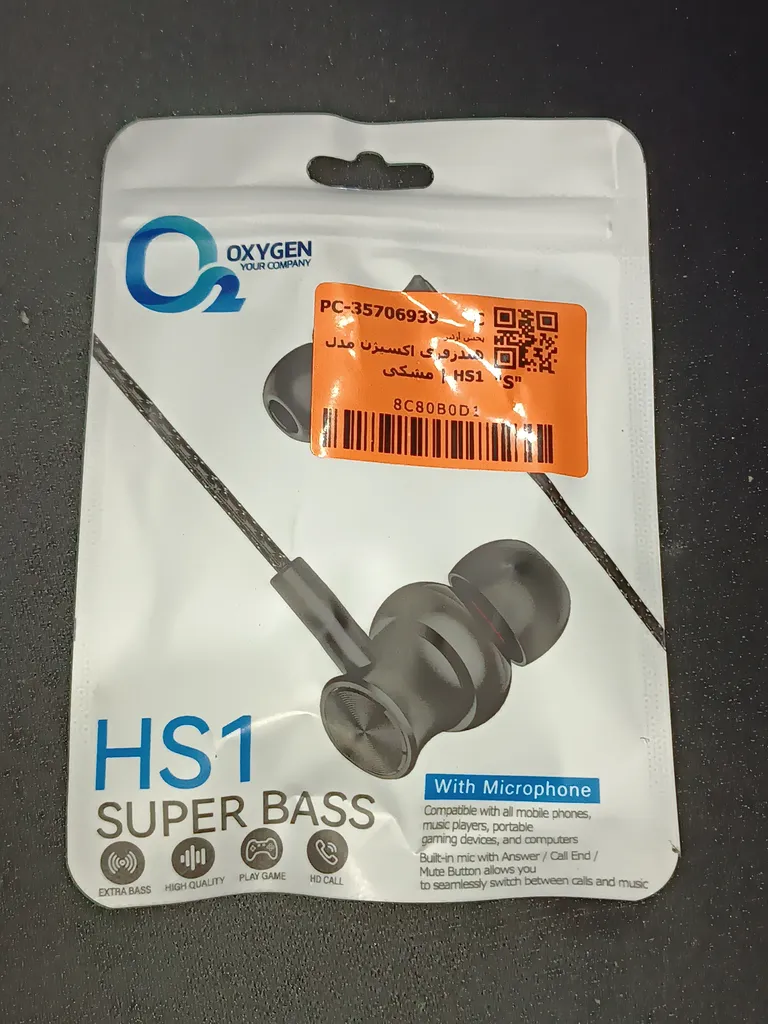 O2
OXYGEN
YOUR COMPANY
PC-35706939 C
هندزفری اکسیژن مدل
HS1 | مشکی
"S"
8C80B0D1
HS1
SUPER BASS
EXTRA BASS
HIGH QUALITY
PLAY GAME
HD CALL
With Microphone
Compatible with all mobile phones,
music players, portable
gaming devices, and computers
Built-in mic with Answer / Call End /
Mute Button allows you
to seamlessly switch between calls and music